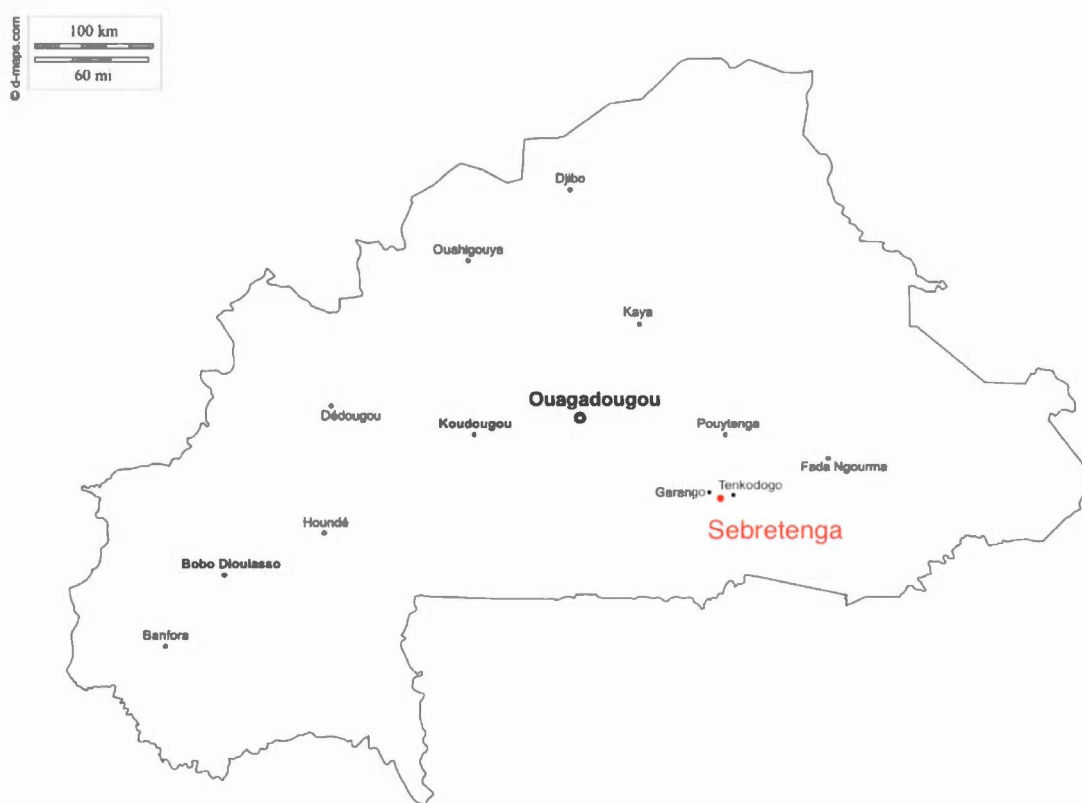 © d-maps.com
100 km
60 mi
Djibo
Ouahigouya
Kaya
Ouagadougou
Dédougou
Koudougou
Pouytenga
Fada Ngourma
Garango
Tenkodogo
Sebretenga
Houndé
Bobo Dioulasso
Banfora